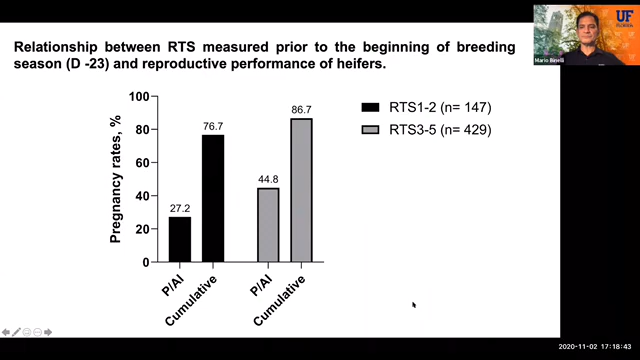 Relationship between RTS measured prior to the beginning of breeding
season (D -23) and reproductive performance of heifers.
Pregnancy rates, %
100
80
60
40
20
0
27.2
76.7
44.8
86.7
P/AI
Cumulative
P/AI
Cumulative
RTS1-2 (n= 147)
RTS3-5 (n= 429)
UF
Mario Binelli
2020-11-02 17:18:43